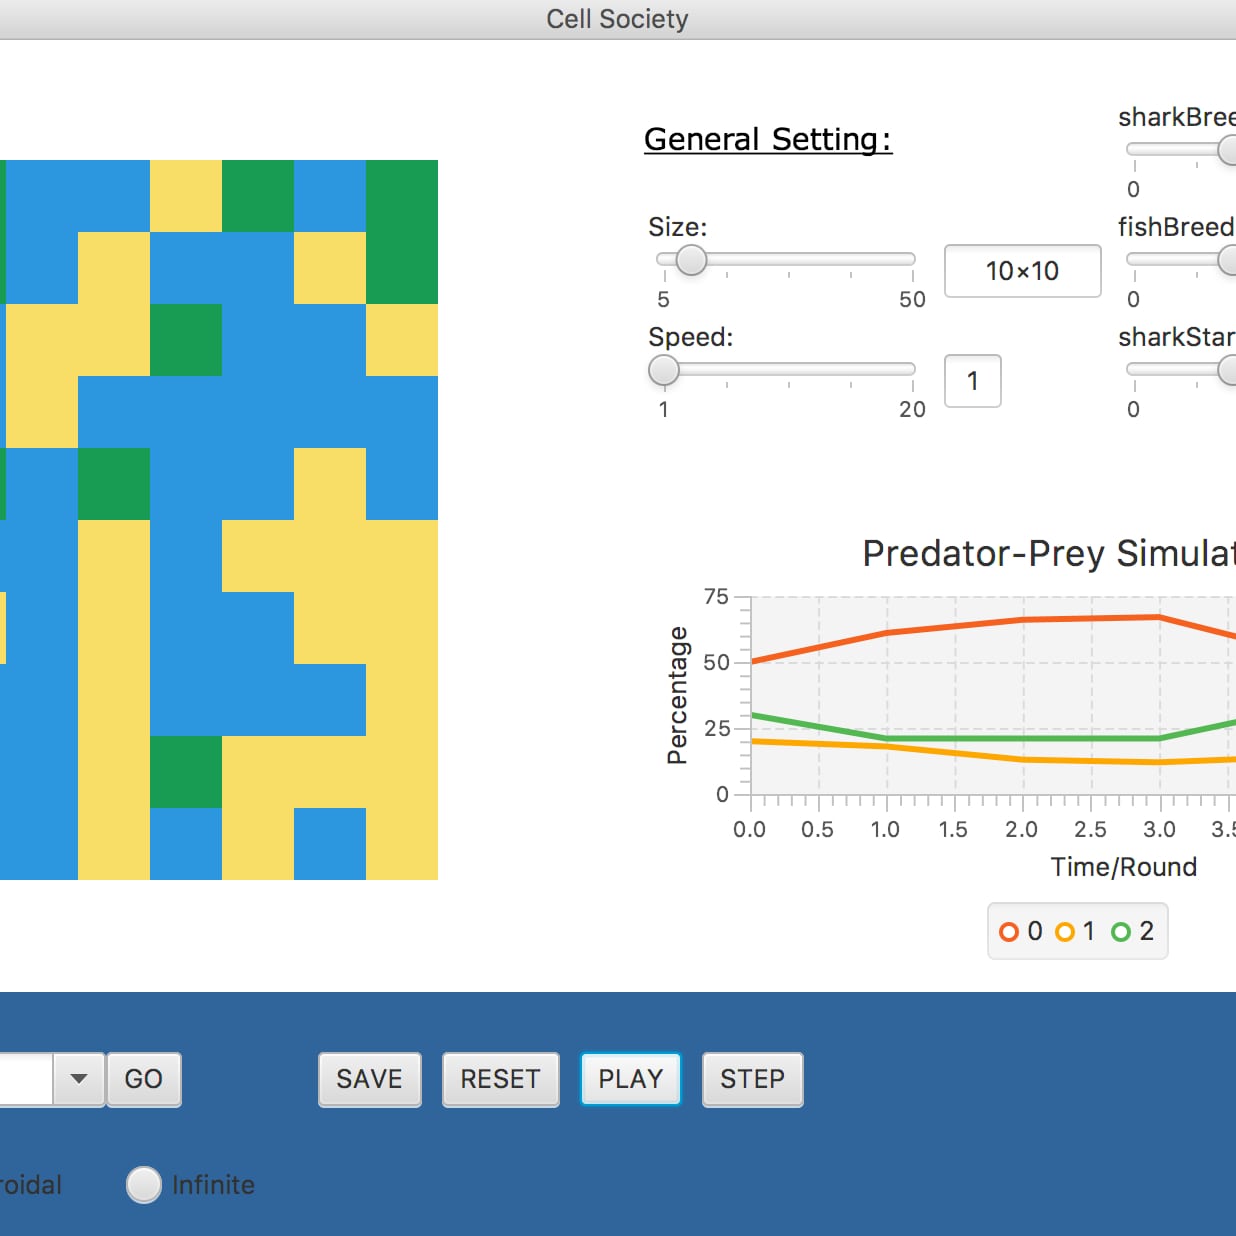 Cell Society
General Setting:
Size:
5
50
10×10
Speed:
1
20
1
sharkBree
0
fishBreed
0
sharkStar
0
Predator-Prey Simulat
Percentage
75
50
25
0
0.0 0.5 1.0 1.5 2.0 2.5 3.0 3.5
Time/Round
0 1 2
GO
SAVE
RESET
PLAY
STEP
roidal
Infinite